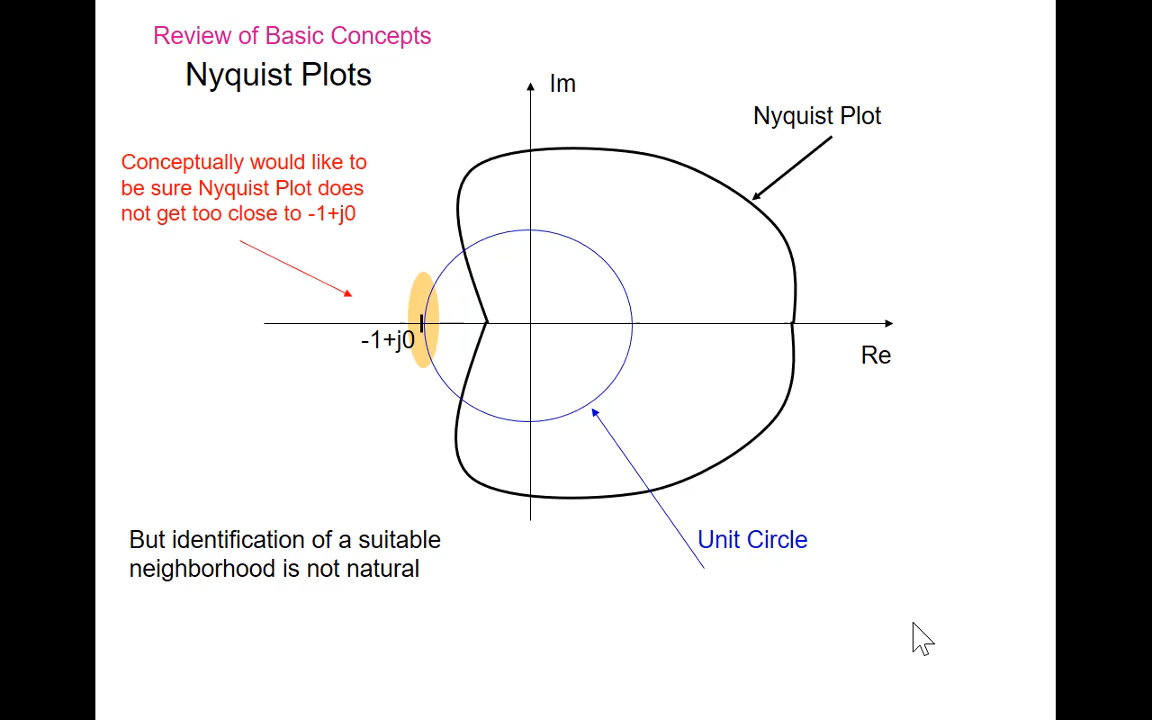 Review of Basic Concepts
Nyquist Plots
Im
Nyquist Plot
Conceptually would like to
be sure Nyquist Plot does
not get too close to -1+j0
-1+j0
Re
But identification of a suitable
neighborhood is not natural
Unit Circle